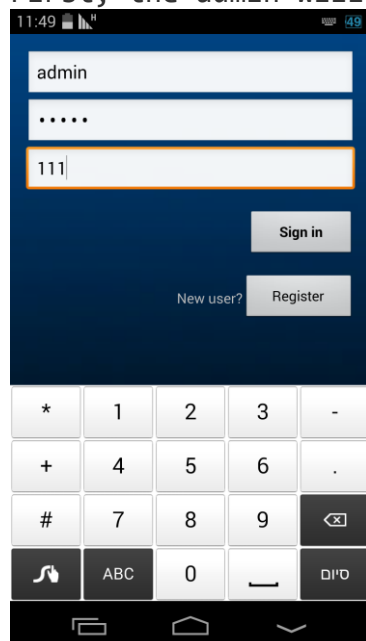 11:49 H 49
admin
•••••
111
Sign in
New user? Register
* 1 2 3 -
+ 4 5 6 .
# 7 8 9
ABC 0 סיום